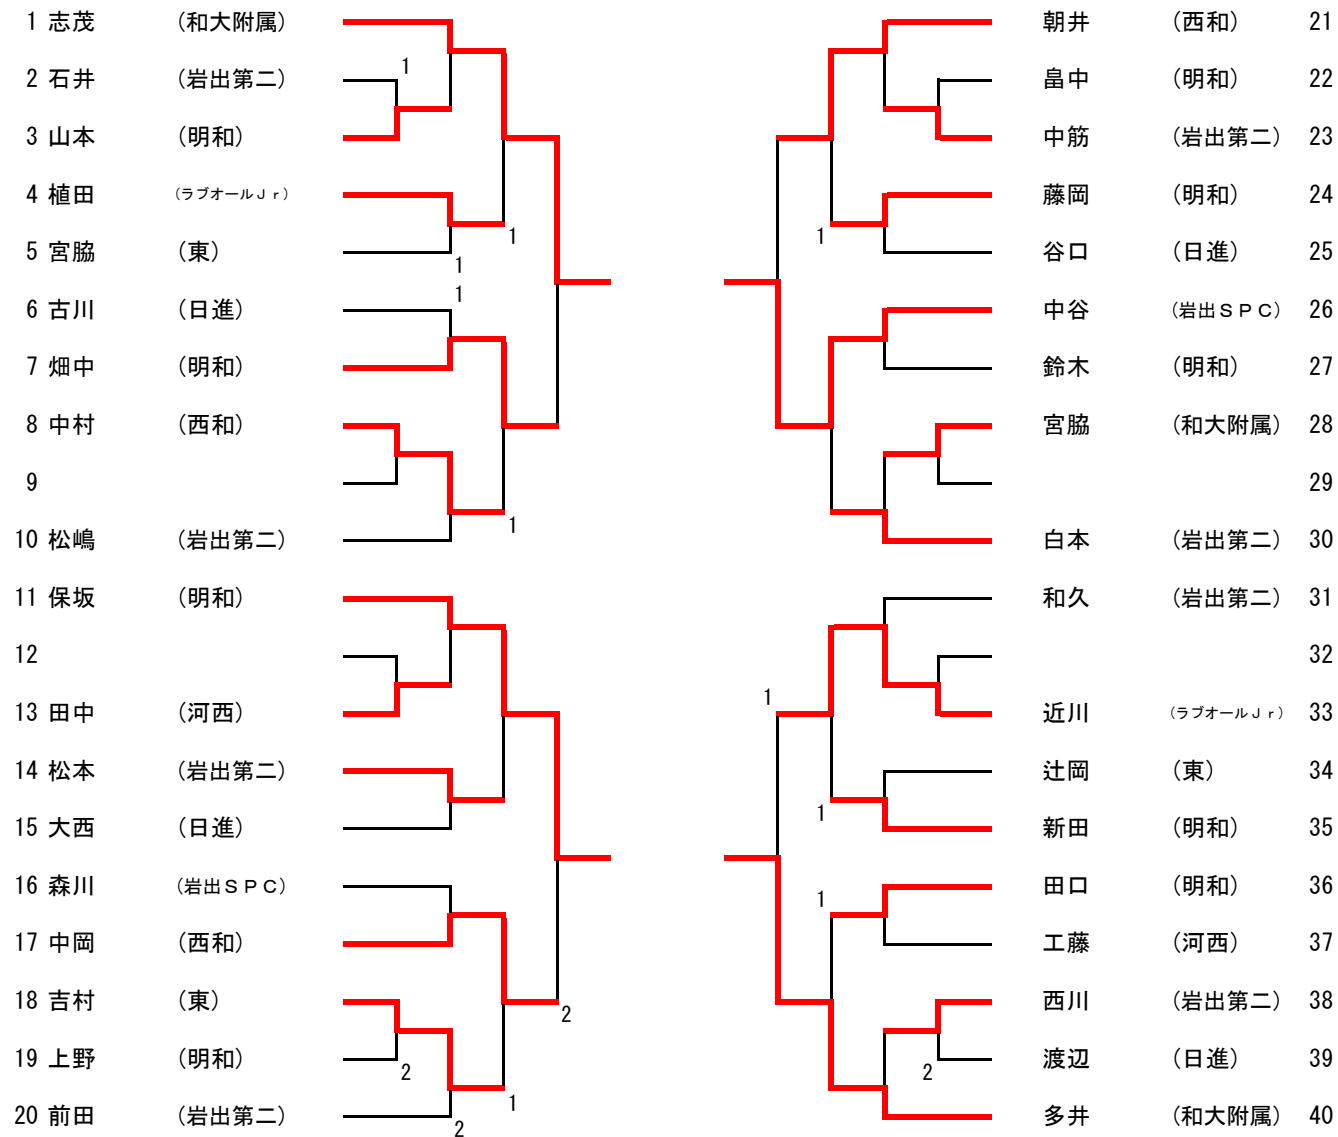 1 志茂 （和大附属）
1
2 石井 （岩出第二）
3 山本 （明和）
4 植田 （ラブオールＪｒ）
1
5 宮脇 （東）
1
1
6 古川 （日進）
7 畑中 （明和）
8 中村 （西和）
9
1
10 松嶋 （岩出第二）
11 保坂 （明和）
12
13 田中 （河西）
14 松本 （岩出第二）
15 大西 （日進）
16 森川 （岩出ＳＰＣ）
17 中岡 （西和）
18 吉村 （東）
2
19 上野 （明和）
2
1
20 前田 （岩出第二）
2
朝井 （西和） 21
畠中 （明和） 22
中筋 （岩出第二） 23
藤岡 （明和） 24
1
谷口 （日進） 25
中谷 （岩出ＳＰＣ） 26
鈴木 （明和） 27
宮脇 （和大附属） 28
29
白本 （岩出第二） 30
和久 （岩出第二） 31
32
1
近川 （ラブオールＪｒ） 33
辻岡 （東） 34
1
新田 （明和） 35
田口 （明和） 36
1
工藤 （河西） 37
西川 （岩出第二） 38
渡辺 （日進） 39
2
多井 （和大附属） 40